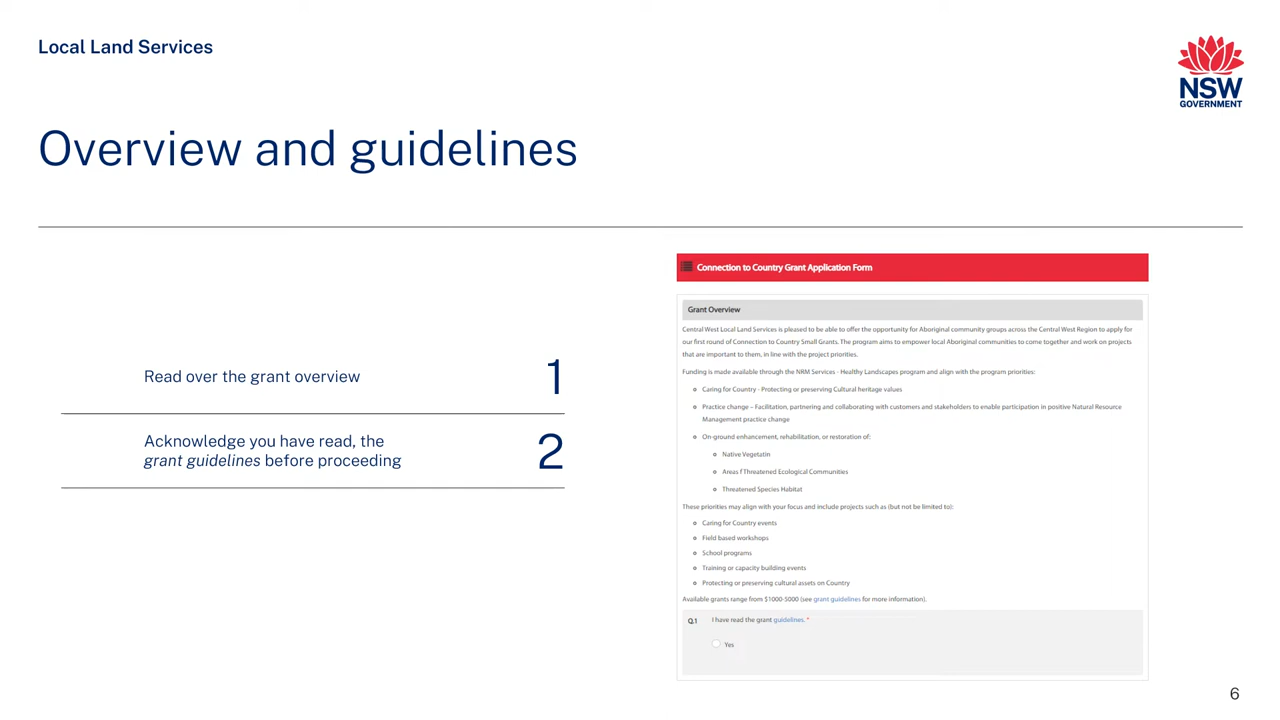 Local Land Services
NSW
GOVERNMENT
Overview and guidelines
Read over the grant overview
1
Acknowledge you have read, the
grant guidelines before proceeding
2
Connection to Country Grant Application Form
Grant Overview
Central West Local Land Services is pleased to be able to offer the opportunity for Aboriginal community groups across the Central West Region to apply for
our first round of Connection to Country Small Grants. The program aims to empower local Aboriginal communities to come together and work on projects
that are important to them, in line with the project priorities.
Funding is made available through the NRM Services - Healthy Landscapes program and align with the program priorities:
Caring for Country - Protecting or preserving Cultural heritage values
Practice change – Facilitation, partnering and collaborating with customers and stakeholders to enable participation in positive Natural Resource
Management practice change
On-ground enhancement, rehabilitation, or restoration of:
Native Vegetatin
Areas f Threatened Ecological Communities
Threatened Species Habitat
These priorities may align with your focus and include projects such as (but not be limited to):
Caring for Country events
Field based workshops
School programs
Training or capacity building events
Protecting or preserving cultural assets on Country
Available grants range from $1000-5000 (see grant guidelines for more information).
Q.1 I have read the grant guidelines. *
Yes
6